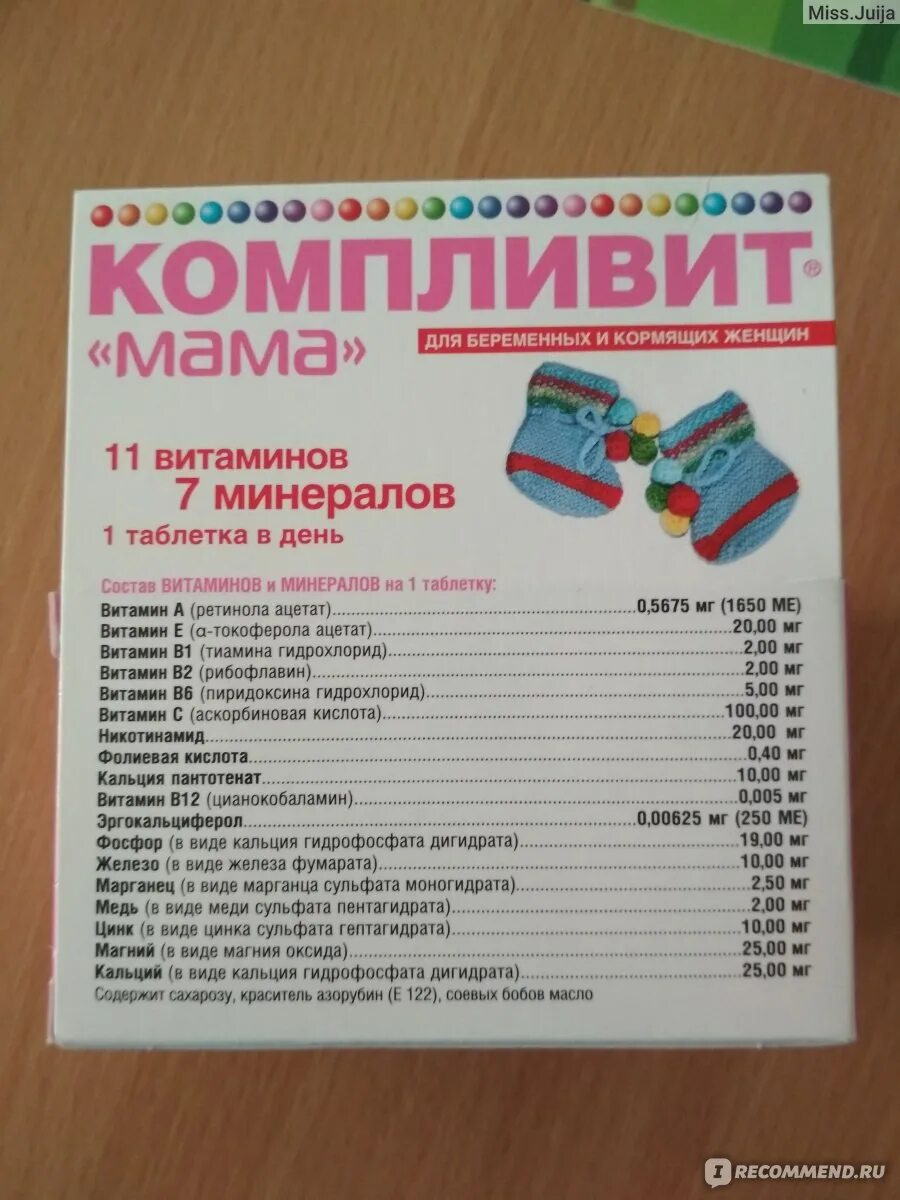 Miss.Juija
КОМПЛИВИТ®
«мама»
ДЛЯ БЕРЕМЕННЫХ И КОРМЯЩИХ ЖЕНЩИН
11 витаминов
7 минералов
1 таблетка в день
Состав ВИТАМИНОВ и МИНЕРАЛОВ на 1 таблетку:
Витамин А (ретинола ацетат) 0,5675 мг (1650 МЕ)
Витамин Е (α-токоферола ацетат) 20,00 мг
Витамин В1 (тиамина гидрохлорид) 2,00 мг
Витамин В2 (рибофлавин) 2,00 мг
Витамин В6 (пиридоксина гидрохлорид) 5,00 мг
Витамин С (аскорбиновая кислота) 100,00 мг
Никотинамид 20,00 мг
Фолиевая кислота 0,40 мг
Кальция пантотенат 10,00 мг
Витамин В12 (цианокобаламин) 0,005 мг
Эргокальциферол 0,00625 мг (250 МЕ)
Фосфор (в виде кальция гидрофосфата дигидрата) 19,00 мг
Железо (в виде железа фумарата) 10,00 мг
Марганец (в виде марганца сульфата моногидрата) 2,50 мг
Медь (в виде меди сульфата пентагидрата) 2,00 мг
Цинк (в виде цинка сульфата гептагидрата) 10,00 мг
Магний (в виде магния оксида) 25,00 мг
Кальций (в виде кальция гидрофосфата дигидрата) 25,00 мг
Содержит сахарозу, краситель азорубин (Е 122), соевых бобов масло
IRECOMMEND.RU